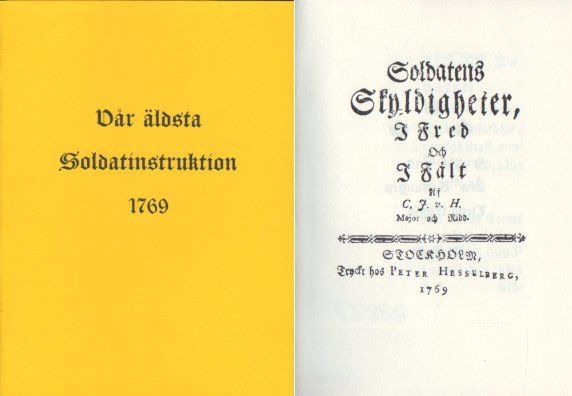 Vår äldsta
Soldatinstruktion
1769
Soldatens
Skyldigheter,
I Fred
Och
I Fält
Af
C. J. v. H.
Major och Ridd.
STOCKHOLM,
Tryckt hos PETER HESSELBERG,
1769